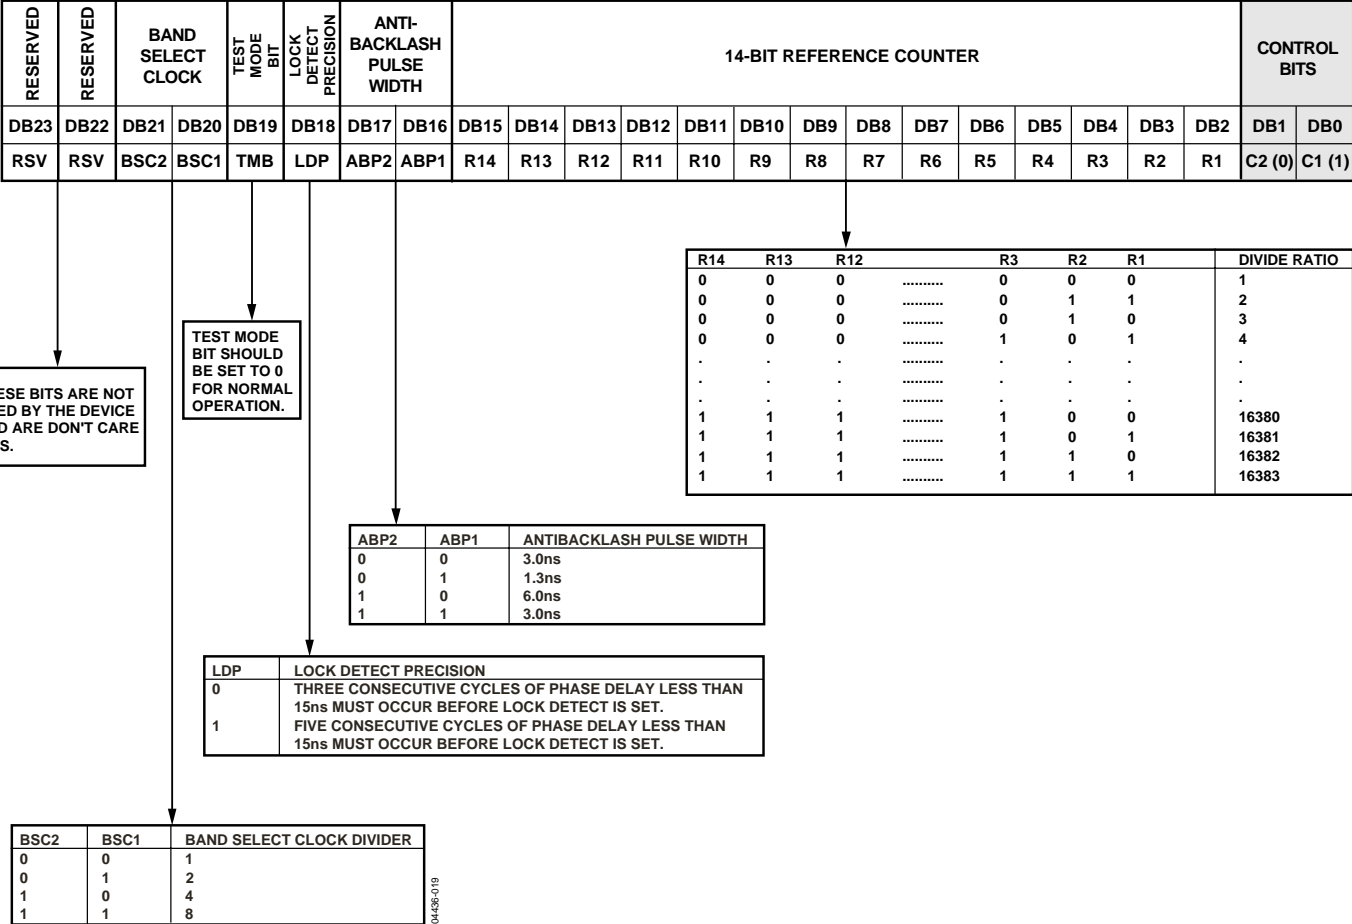 RESERVED
RESERVED
BAND
SELECT
CLOCK
TEST
MODE
BIT
LOCK
DETECT
PRECISION
ANTI-
BACKLASH
PULSE
WIDTH
14-BIT REFERENCE COUNTER
CONTROL
BITS
DB23 DB22 DB21 DB20 DB19 DB18 DB17 DB16 DB15 DB14 DB13 DB12 DB11 DB10 DB9 DB8 DB7 DB6 DB5 DB4 DB3 DB2 DB1 DB0
RSV RSV BSC2 BSC1 TMB LDP ABP2 ABP1 R14 R13 R12 R11 R10 R9 R8 R7 R6 R5 R4 R3 R2 R1 C2 (0) C1 (1)
R14 R13 R12 R3 R2 R1 DIVIDE RATIO
0 0 0 .......... 0 0 0 1
0 0 0 .......... 0 1 1 2
0 0 0 .......... 0 1 0 3
0 0 0 .......... 1 0 1 4
. . . .......... . . . .
. . . .......... . . . .
. . . .......... . . . .
1 1 1 .......... 1 0 0 16380
1 1 1 .......... 1 0 1 16381
1 1 1 .......... 1 1 0 16382
1 1 1 .......... 1 1 1 16383
TEST MODE
BIT SHOULD
BE SET TO 0
FOR NORMAL
OPERATION.
ESE BITS ARE NOT
ED BY THE DEVICE
D ARE DON'T CARE
S.
ABP2 ABP1 ANTIBACKLASH PULSE WIDTH
0 0 3.0ns
0 1 1.3ns
1 0 6.0ns
1 1 3.0ns
LDP LOCK DETECT PRECISION
0 THREE CONSECUTIVE CYCLES OF PHASE DELAY LESS THAN
15ns MUST OCCUR BEFORE LOCK DETECT IS SET.
1 FIVE CONSECUTIVE CYCLES OF PHASE DELAY LESS THAN
15ns MUST OCCUR BEFORE LOCK DETECT IS SET.
BSC2 BSC1 BAND SELECT CLOCK DIVIDER
0 0 1
0 1 2
1 0 4
1 1 8
04436-019